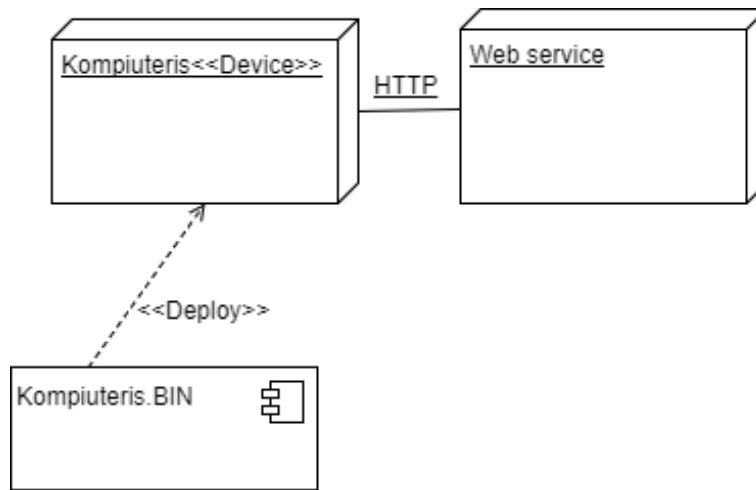 Kompiuteris<<Device>>
HTTP
Web service
<<Deploy>>
Kompiuteris.BIN